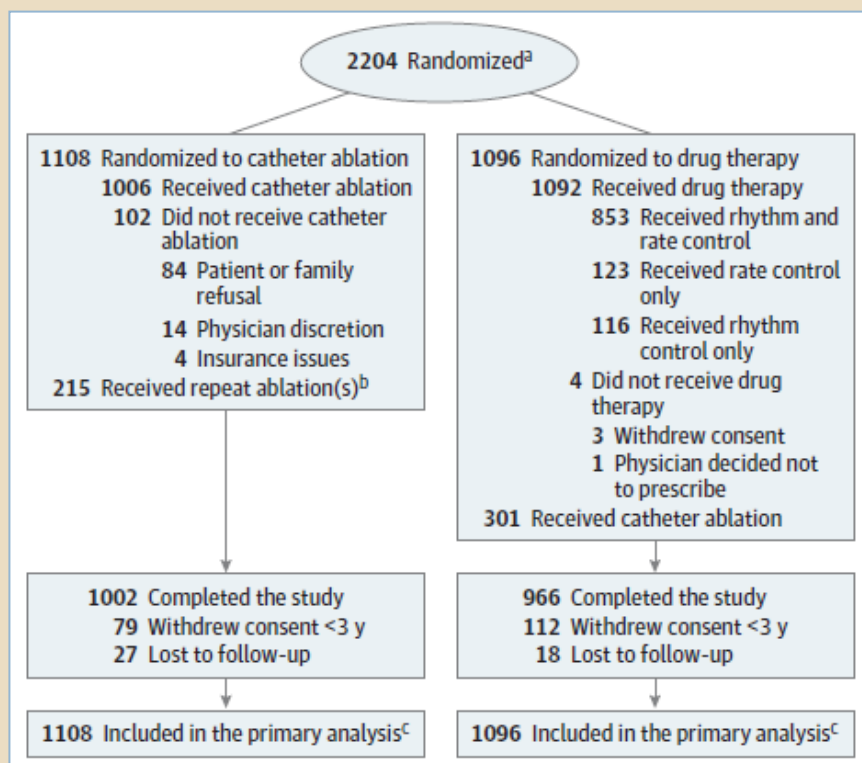 2204 Randomizedᵃ
1108 Randomized to catheter ablation
1006 Received catheter ablation
102 Did not receive catheter
ablation
84 Patient or family
refusal
14 Physician discretion
4 Insurance issues
215 Received repeat ablation(s)ᵇ
1096 Randomized to drug therapy
1092 Received drug therapy
853 Received rhythm and
rate control
123 Received rate control
only
116 Received rhythm
control only
4 Did not receive drug
therapy
3 Withdrew consent
1 Physician decided not
to prescribe
301 Received catheter ablation
1002 Completed the study
79 Withdrew consent <3 y
27 Lost to follow-up
966 Completed the study
112 Withdrew consent <3 y
18 Lost to follow-up
1108 Included in the primary analysisᶜ
1096 Included in the primary analysisᶜ